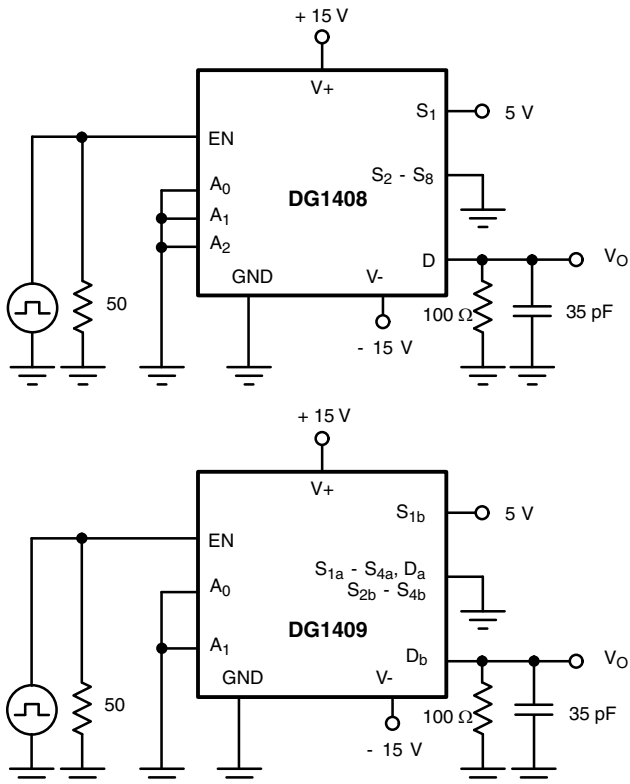 + 15 V
V+
EN
S1
5 V
A0
S2 - S8
A1
DG1408
A2
D
VO
GND
V-
50
100 Ω
35 pF
- 15 V
+ 15 V
V+
EN
S1b
5 V
A0
S1a - S4a, Da
S2b - S4b
DG1409
A1
Db
VO
GND
V-
50
100 Ω
35 pF
- 15 V